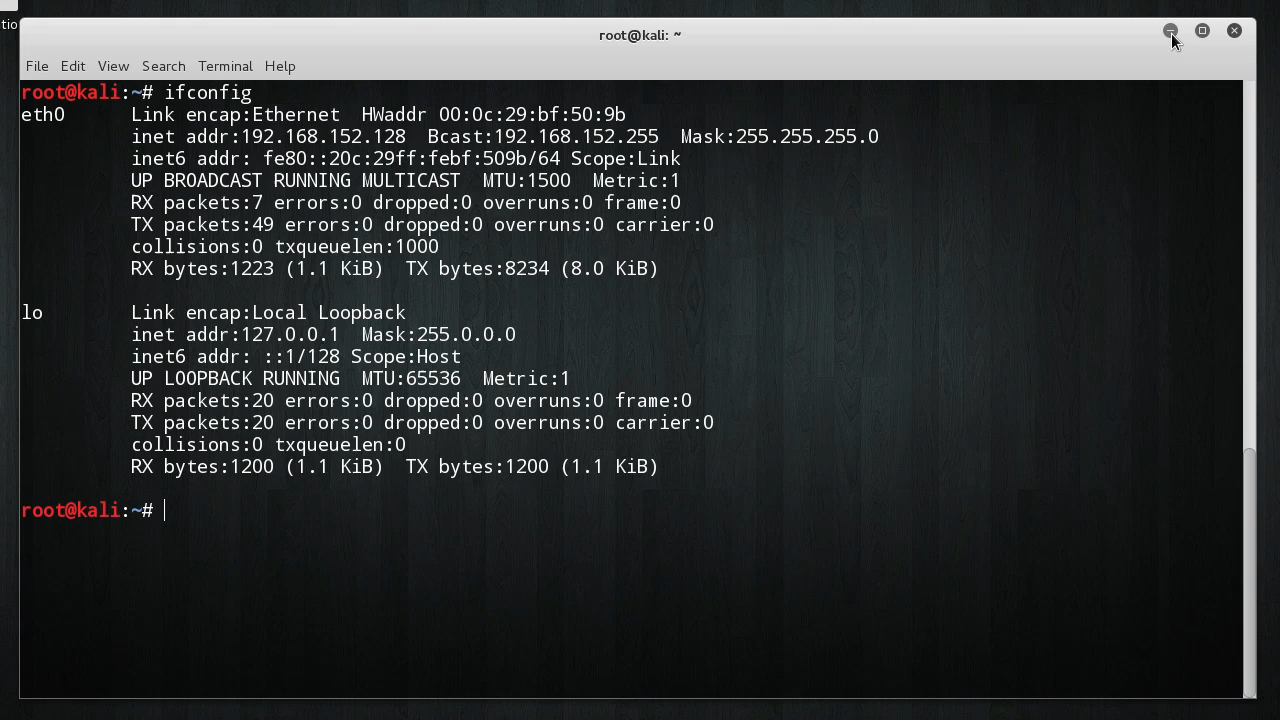 tio
root@kali: ~
File Edit View Search Terminal Help
root@kali:~# ifconfig
eth0      Link encap:Ethernet  HWaddr 00:0c:29:bf:50:9b
          inet addr:192.168.152.128  Bcast:192.168.152.255  Mask:255.255.255.0
          inet6 addr: fe80::20c:29ff:febf:509b/64 Scope:Link
          UP BROADCAST RUNNING MULTICAST  MTU:1500  Metric:1
          RX packets:7 errors:0 dropped:0 overruns:0 frame:0
          TX packets:49 errors:0 dropped:0 overruns:0 carrier:0
          collisions:0 txqueuelen:1000
          RX bytes:1223 (1.1 KiB)  TX bytes:8234 (8.0 KiB)

lo        Link encap:Local Loopback
          inet addr:127.0.0.1  Mask:255.0.0.0
          inet6 addr: ::1/128 Scope:Host
          UP LOOPBACK RUNNING  MTU:65536  Metric:1
          RX packets:20 errors:0 dropped:0 overruns:0 frame:0
          TX packets:20 errors:0 dropped:0 overruns:0 carrier:0
          collisions:0 txqueuelen:0
          RX bytes:1200 (1.1 KiB)  TX bytes:1200 (1.1 KiB)

root@kali:~#